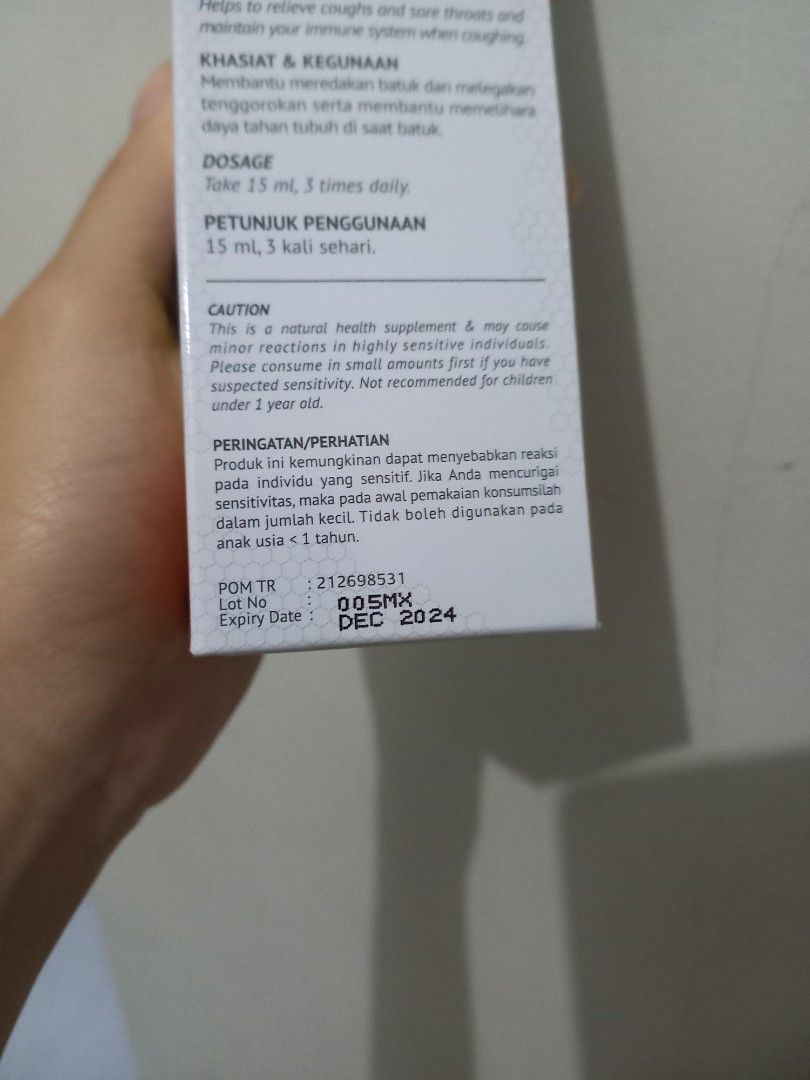 Helps to relieve coughs and sore throats and
maintain your immune system when coughing.
KHASIAT & KEGUNAAN
Membantu meredakan batuk dan melegakan
tenggorokan serta membantu memelihara
daya tahan tubuh di saat batuk.
DOSAGE
Take 15 ml, 3 times daily.
PETUNJUK PENGGUNAAN
15 ml, 3 kali sehari.
CAUTION
This is a natural health supplement & may cause
minor reactions in highly sensitive individuals.
Please consume in small amounts first if you have
suspected sensitivity. Not recommended for children
under 1 year old.
PERINGATAN/PERHATIAN
Produk ini kemungkinan dapat menyebabkan reaksi
pada individu yang sensitif. Jika Anda mencurigai
sensitivitas, maka pada awal pemakaian konsumsilah
dalam jumlah kecil. Tidak boleh digunakan pada
anak usia < 1 tahun.
POM TR : 212698531
Lot No : 005MX
Expiry Date : DEC 2024